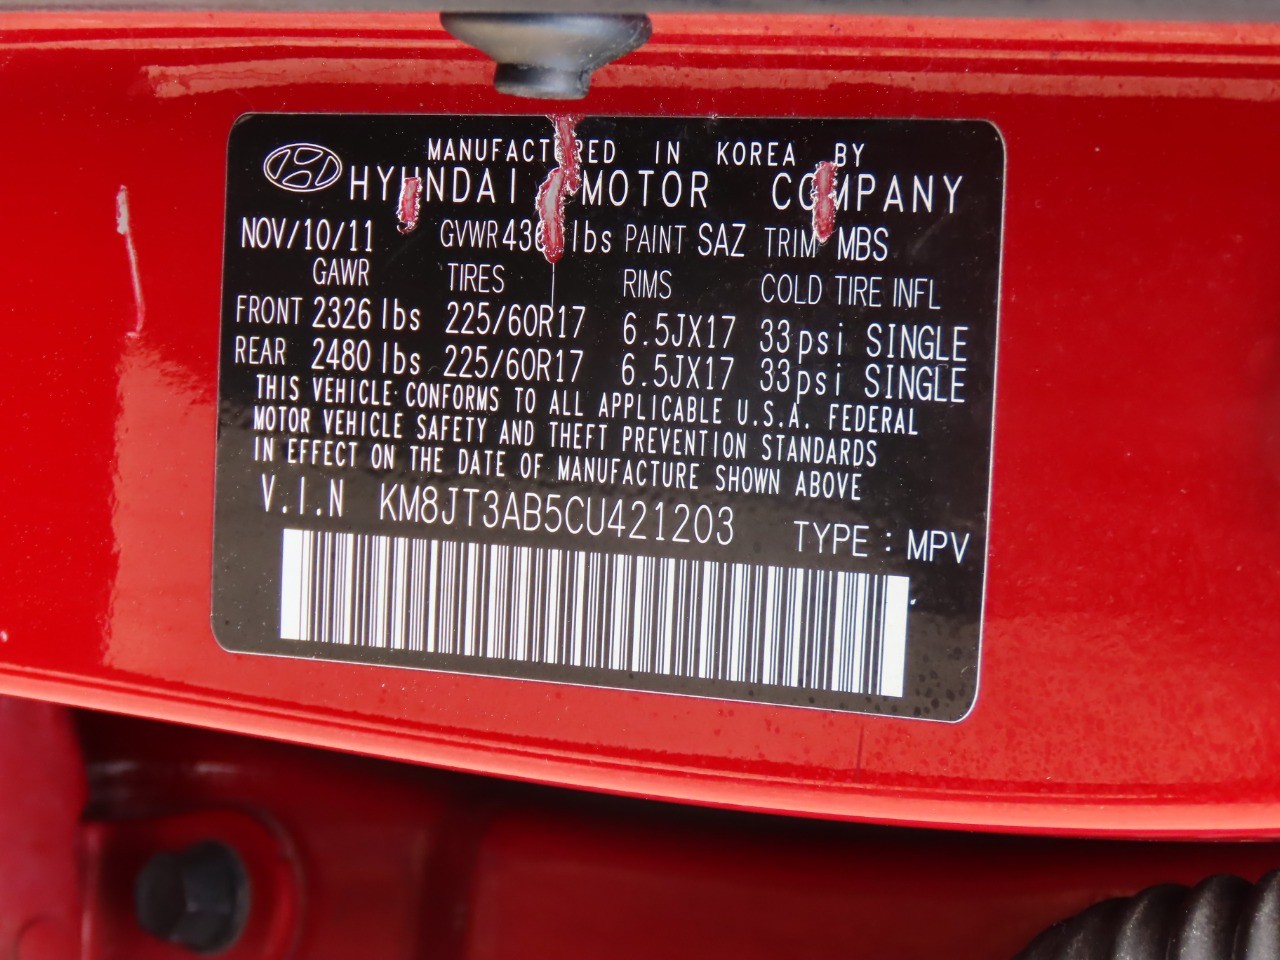 MANUFACTURED IN KOREA BY
HYUNDAI MOTOR COMPANY
NOV/10/11 GVWR lbs PAINT SAZ TRIM MBS
GAWR TIRES RIMS COLD TIRE INFL
FRONT 2326 lbs 225/60R17 6.5JX17 33psi SINGLE
REAR 2480 lbs 225/60R17 6.5JX17 33psi SINGLE
THIS VEHICLE CONFORMS TO ALL APPLICABLE U.S.A. FEDERAL
MOTOR VEHICLE SAFETY AND THEFT PREVENTION STANDARDS
IN EFFECT ON THE DATE OF MANUFACTURE SHOWN ABOVE
V.I.N KM8JT3AB5CU421203 TYPE : MPV